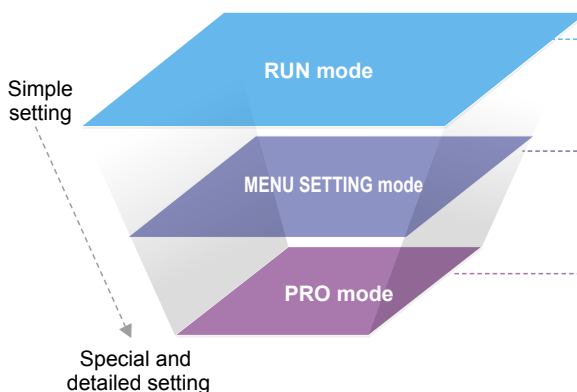 RUN mode
Simple
setting
MENU SETTING mode
PRO mode
Special and
detailed setting